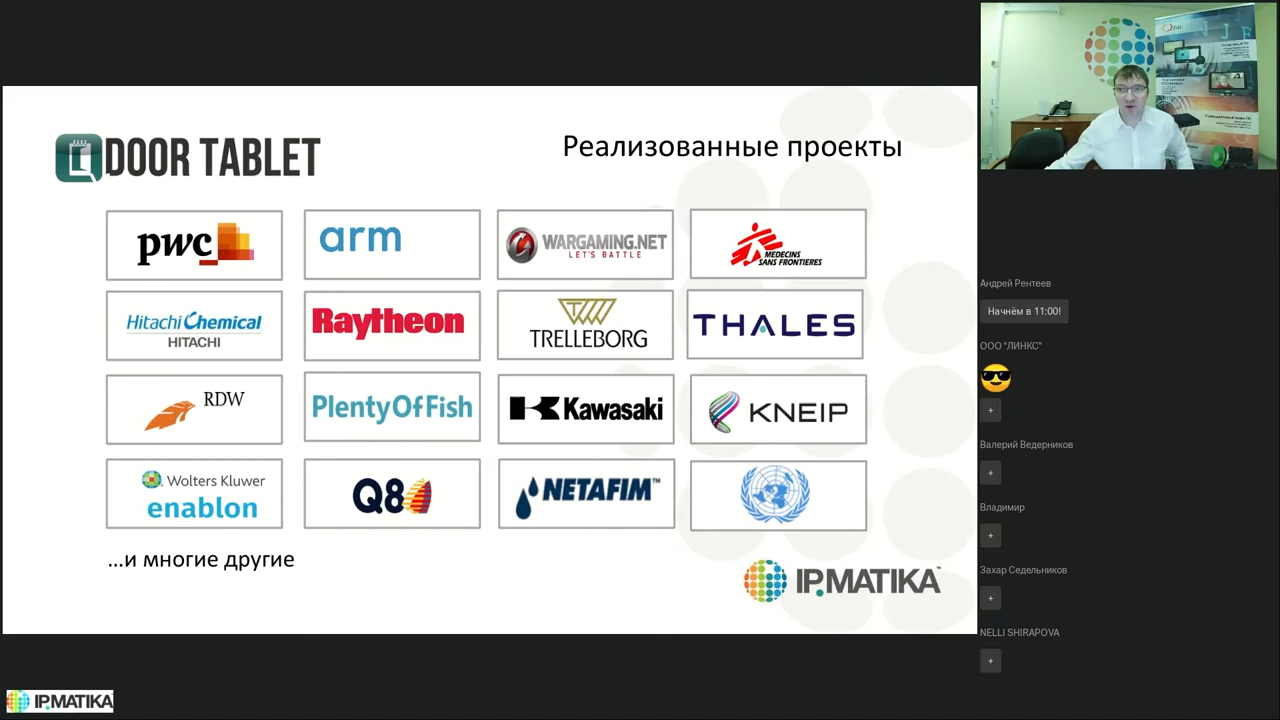 DOOR TABLET
Реализованные проекты
pwc
arm
WARGAMING.NET
LET'S BATTLE
MEDECINS
SANS FRONTIERES
Hitachi Chemical
HITACHI
Raytheon
TRELLEBORG
THALES
RDW
PlentyOfFish
Kawasaki
KNEIP
Wolters Kluwer
enablon
Q8
NETAFIM™
...и многие другие
IP.MATIKA™
IP.MATIKA
Андрей Рентеев
Начнём в 11:00!
ООО "ЛИНКС"
+
Валерий Ведерников
+
Владимир
+
Захар Седельников
+
NELLI SHIRAPOVA
+